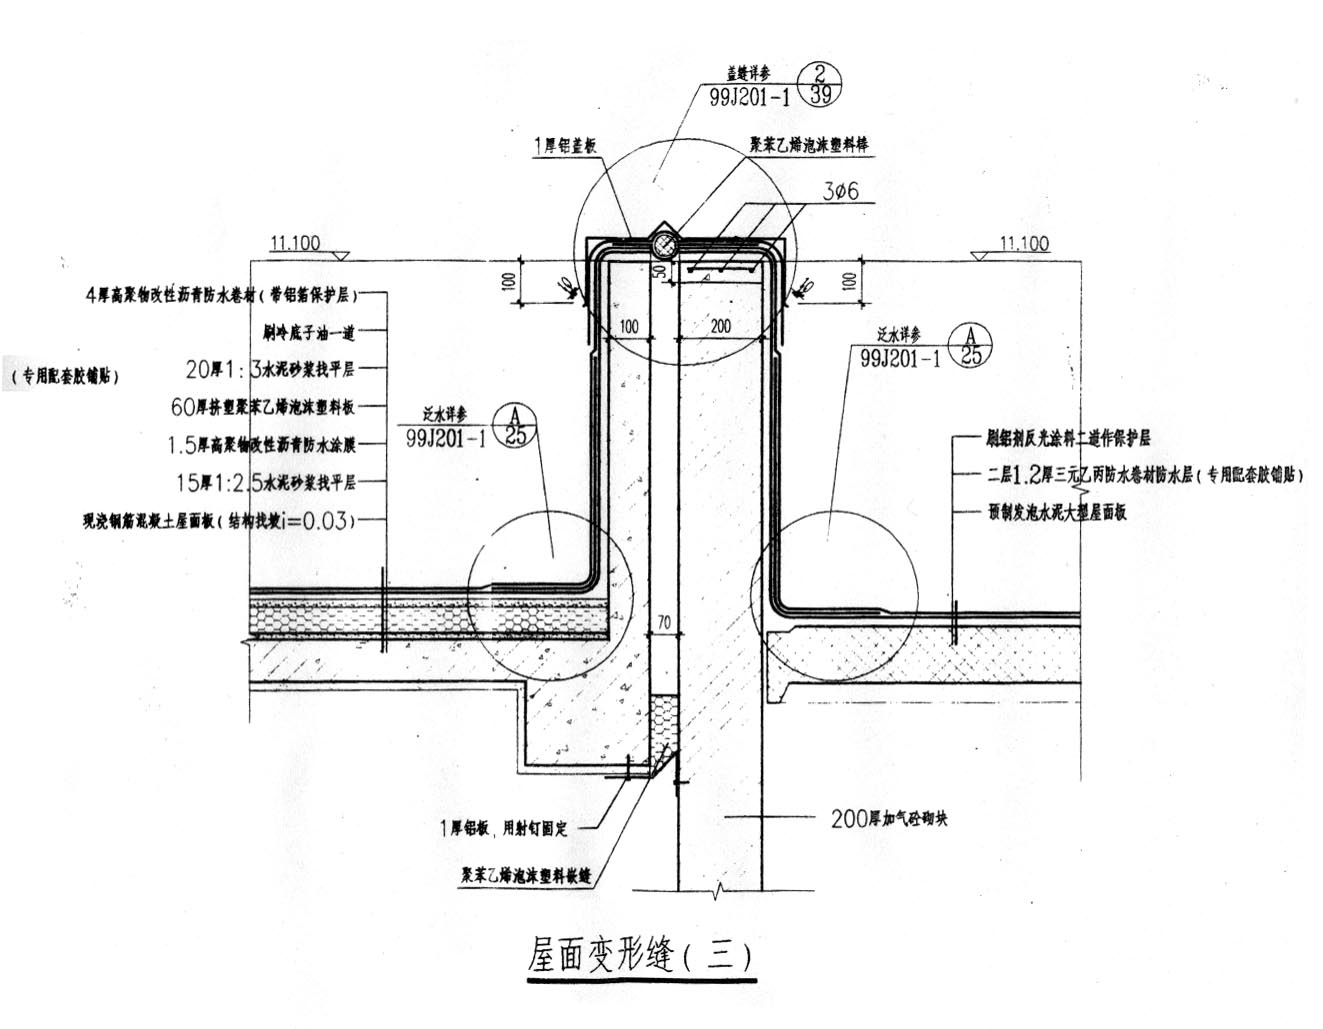 盖缝详参
99J201-1
2
39
1厚铝盖板
聚苯乙烯泡沫塑料棒
3ø6
11.100
11.100
100
50
100
10
10
100
200
4厚高聚物改性沥青防水卷材(带铝箔保护层)
刷冷底子油一道
(专用配套胶铺贴)
20厚1:3水泥砂浆找平层
60厚挤塑聚苯乙烯泡沫塑料板
1.5厚高聚物改性沥青防水涂膜
15厚1:2.5水泥砂浆找平层
现浇钢筋混凝土屋面板(结构找坡i=0.03)
泛水详参
99J201-1
A
25
泛水详参
99J201-1
A
25
刷铝剂反光涂料二道作保护层
二层1.2厚三元乙丙防水卷材防水层(专用配套胶铺贴)
预制发泡水泥大型屋面板
70
1厚铝板,用射钉固定
聚苯乙烯泡沫塑料嵌缝
200厚加气砼砌块
屋面变形缝(三)